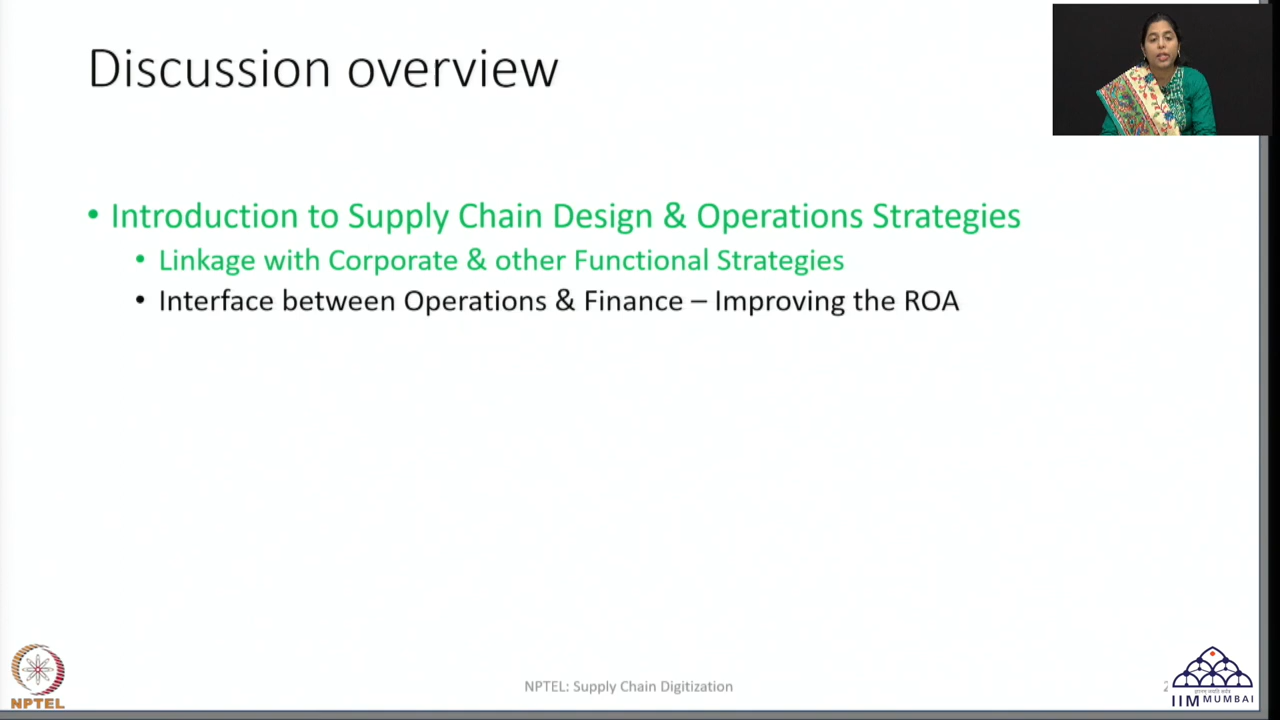 Discussion overview
• Introduction to Supply Chain Design & Operations Strategies
• Linkage with Corporate & other Functional Strategies
• Interface between Operations & Finance – Improving the ROA
NPTEL
NPTEL: Supply Chain Digitization
IIM MUMBAI